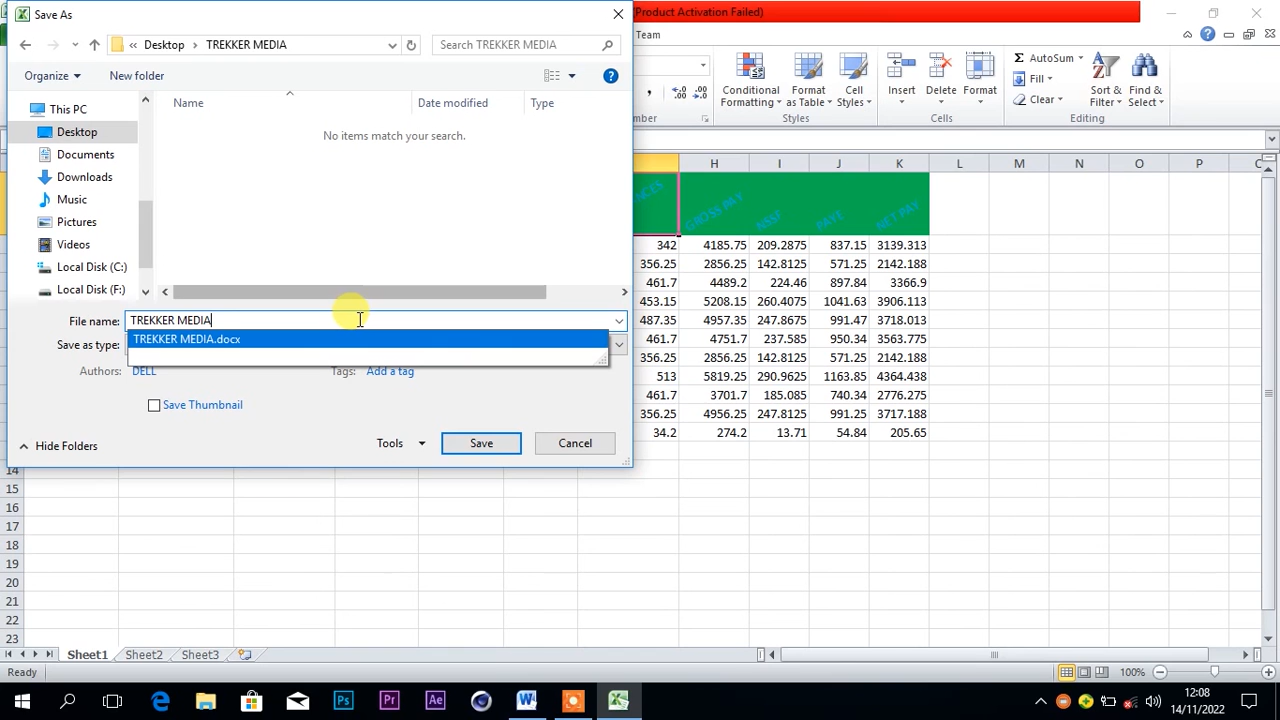 Save As
(Product Activation Failed)
Desktop
TREKKER MEDIA
Search TREKKER MEDIA
Team
Organize
New folder
Name
Date modified
Type
No items match your search.
This PC
Desktop
Documents
Downloads
Music
Pictures
Videos
Local Disk (C:)
Local Disk (F:)
File name:
TREKKER MEDIA
TREKKER MEDIA.docx
Save as type:
Authors:
DELL
Tags:
Add a tag
Save Thumbnail
Hide Folders
Tools
Save
Cancel
Conditional Formatting
Format as Table
Cell Styles
Styles
Insert
Delete
Format
Cells
AutoSum
Fill
Clear
Sort & Filter
Find & Select
Editing
H I J K L M N O P
GROSS PAY NSSF PAYE NET PAY
342 4185.75 209.2875 837.15 3139.313
356.25 2856.25 142.8125 571.25 2142.188
461.7 4489.2 224.46 897.84 3366.9
453.15 5208.15 260.4075 1041.63 3906.113
487.35 4957.35 247.8675 991.47 3718.013
461.7 4751.7 237.585 950.34 3563.775
356.25 2856.25 142.8125 571.25 2142.188
513 5819.25 290.9625 1163.85 4364.438
461.7 3701.7 185.085 740.34 2776.275
356.25 4956.25 247.8125 991.25 3717.188
34.2 274.2 13.71 54.84 205.65
14
15
16
17
18
19
20
21
22
23
Sheet1 Sheet2 Sheet3
Ready
100%
Ps Pr Ae
12:08
14/11/2022